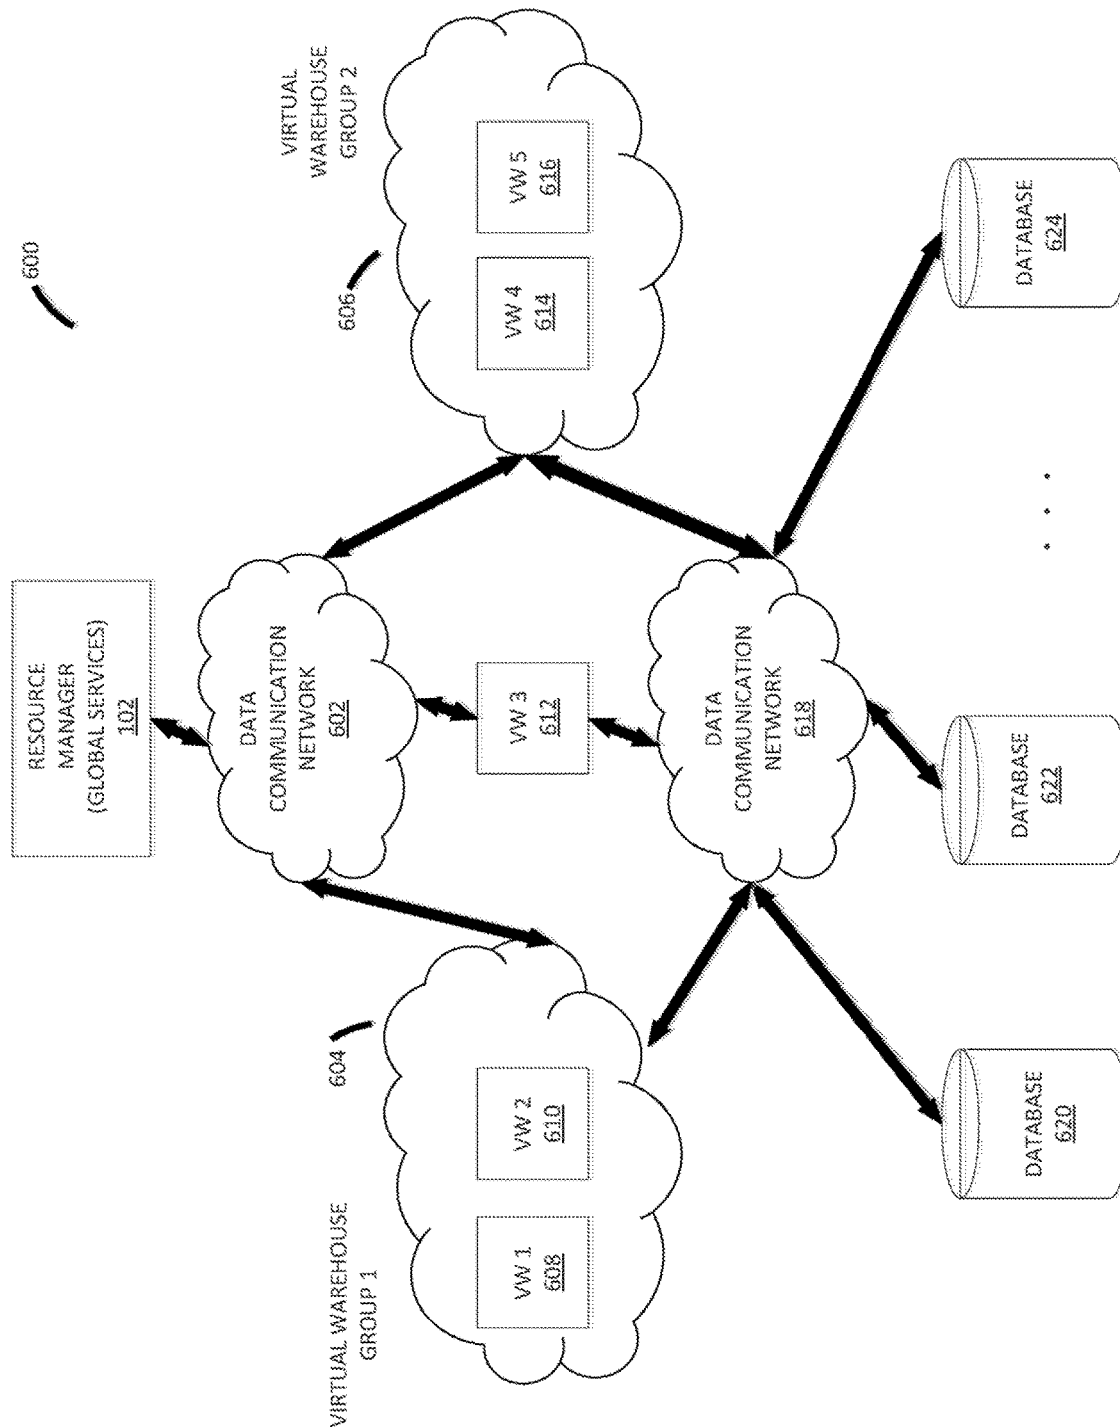 600
RESOURCE
MANAGER
(GLOBAL SERVICES)
102
DATA
COMMUNICATION
NETWORK
602
VIRTUAL WAREHOUSE
GROUP 1
604
VW 1
608
VW 2
610
VW 3
612
VIRTUAL
WAREHOUSE
GROUP 2
606
VW 4
614
VW 5
616
DATA
COMMUNICATION
NETWORK
618
DATABASE
620
DATABASE
622
. . .
DATABASE
624